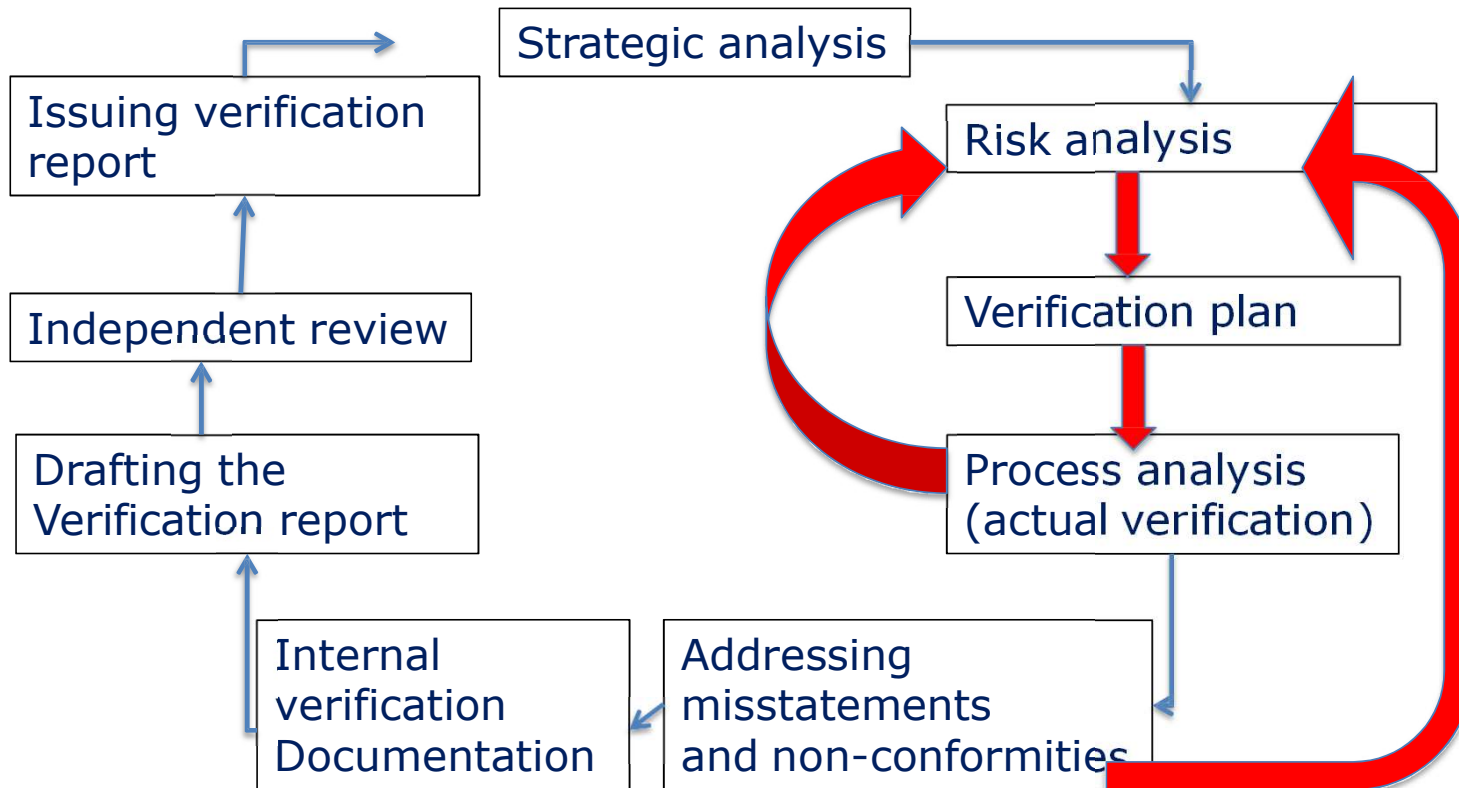 Strategic analysis
Risk analysis
Verification plan
Process analysis
(actual verification)
Addressing
misstatements
and non-conformities
Internal
verification
Documentation
Drafting the
Verification report
Independent review
Issuing verification
report